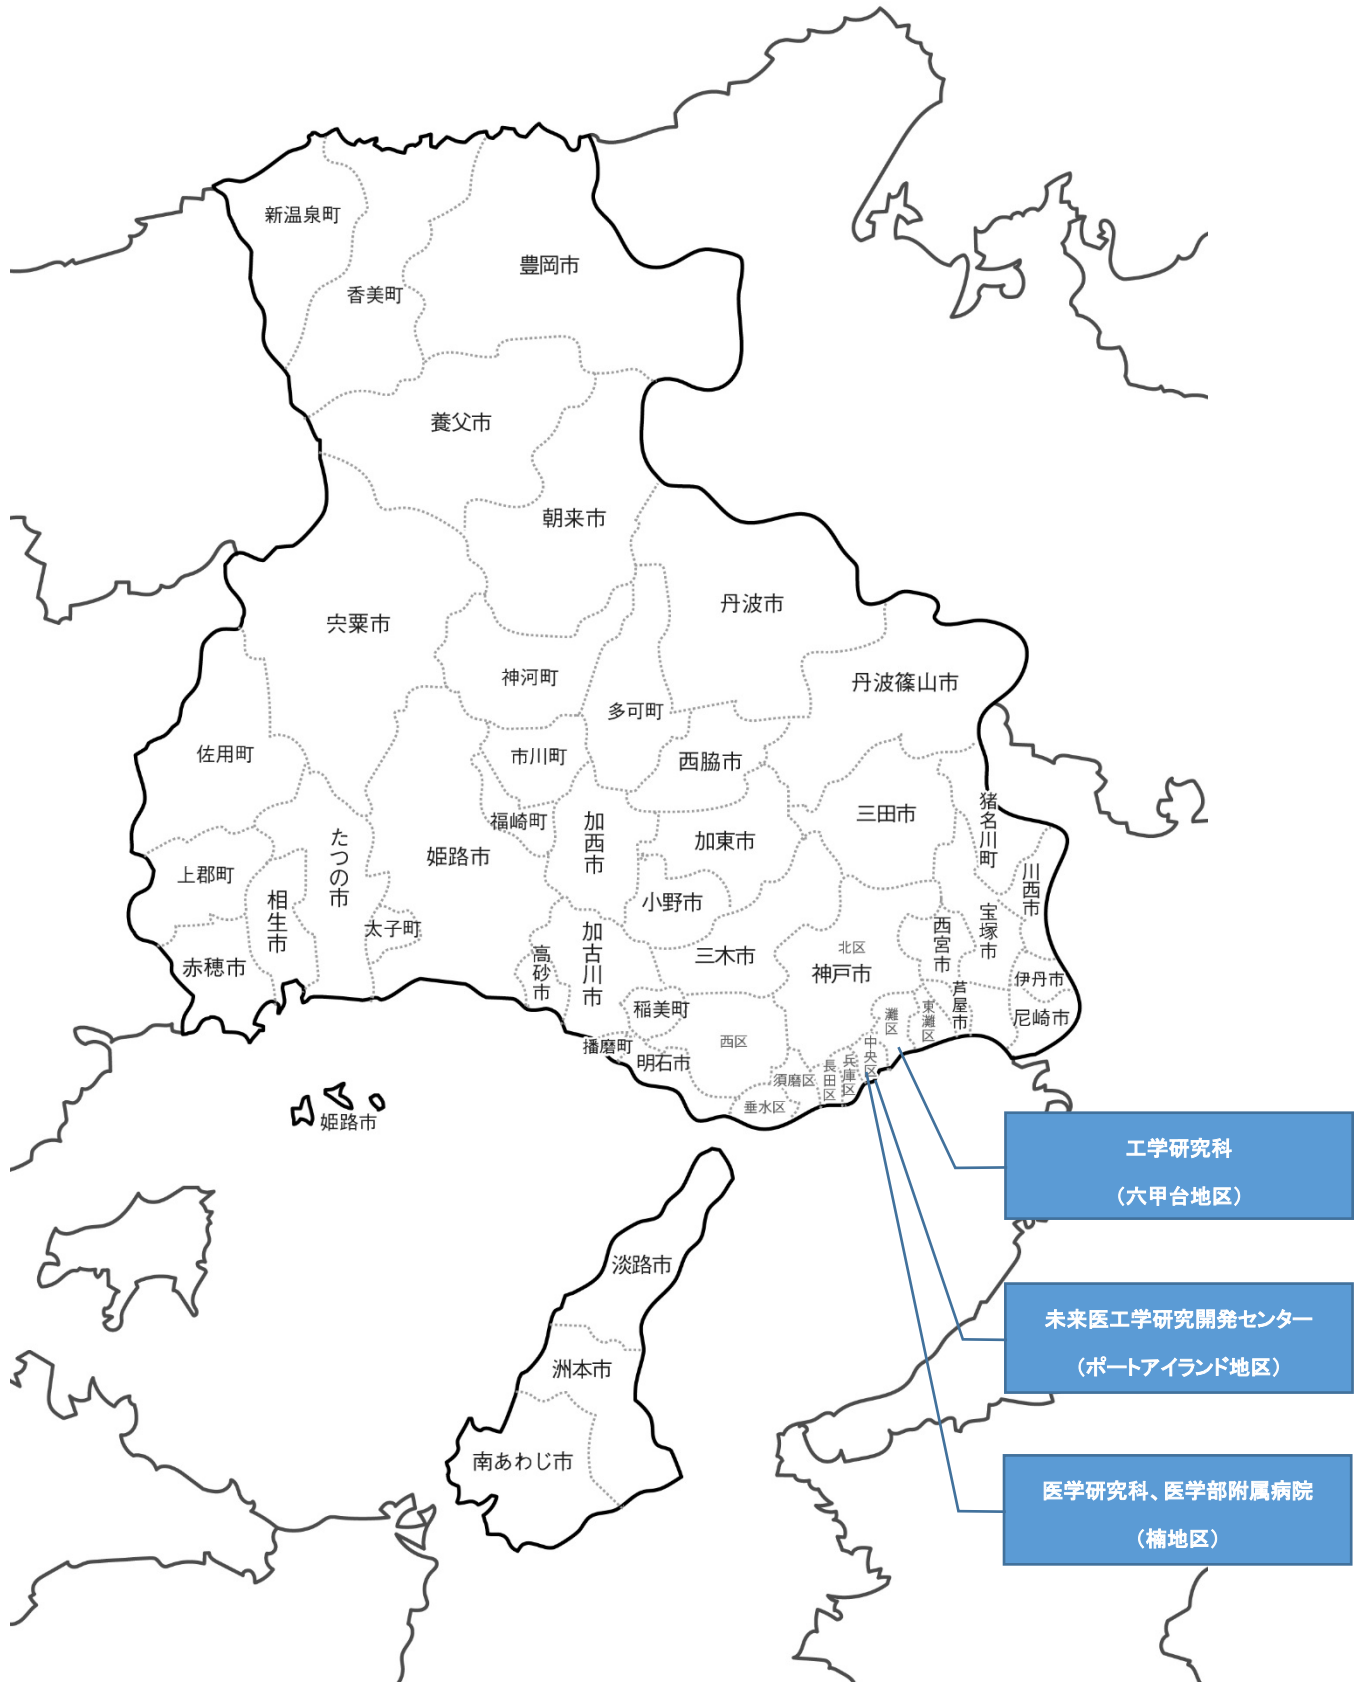 新温泉町
香美町
豊岡市
養父市
朝来市
宍粟市
丹波市
神河町
丹波篠山市
多可町
佐用町
市川町
西脇市
猪名川町
三田市
福崎町
加西市
加東市
たつの市
姫路市
上郡町
川西市
相生市
小野市
太子町
宝塚市
西宮市
加古川市
高砂市
三木市
北区
神戸市
赤穂市
伊丹市
芦屋市
稲美町
尼崎市
灘区
東灘区
西区
播磨町
明石市
中央区
兵庫区
長田区
須磨区
垂水区
姫路市
工学研究科
（六甲台地区）
淡路市
未来医工学研究開発センター
（ポートアイランド地区）
洲本市
南あわじ市
医学研究科、医学部附属病院
（楠地区）